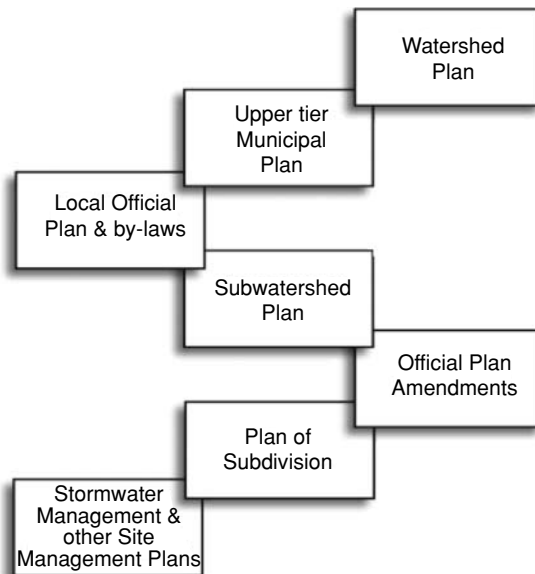 Watershed
Plan
Upper tier
Municipal
Plan
Local Official
Plan & by-laws
Subwatershed
Plan
Official Plan
Amendments
Plan of
Subdivision
Stormwater
Management &
other Site
Management Plans